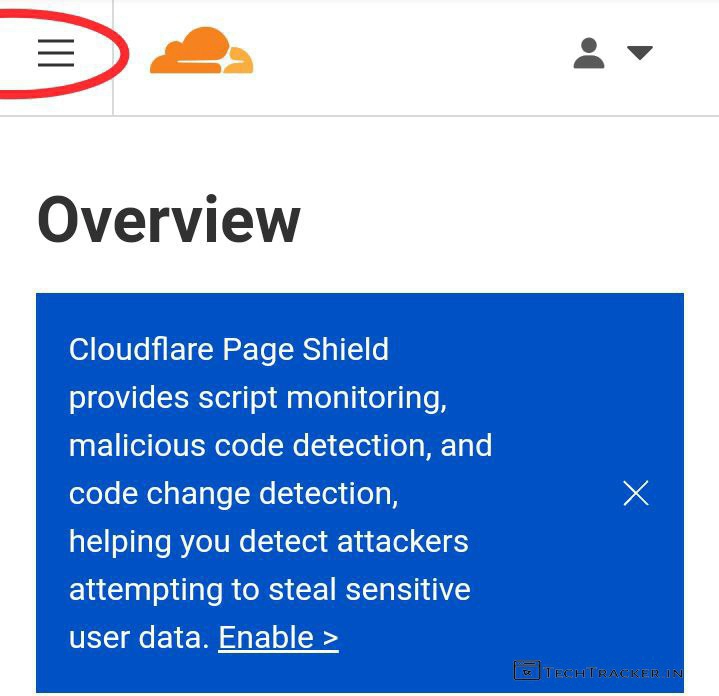 Overview
Cloudflare Page Shield
provides script monitoring,
malicious code detection, and
code change detection,
helping you detect attackers
attempting to steal sensitive
user data. Enable >
TechTracker.in